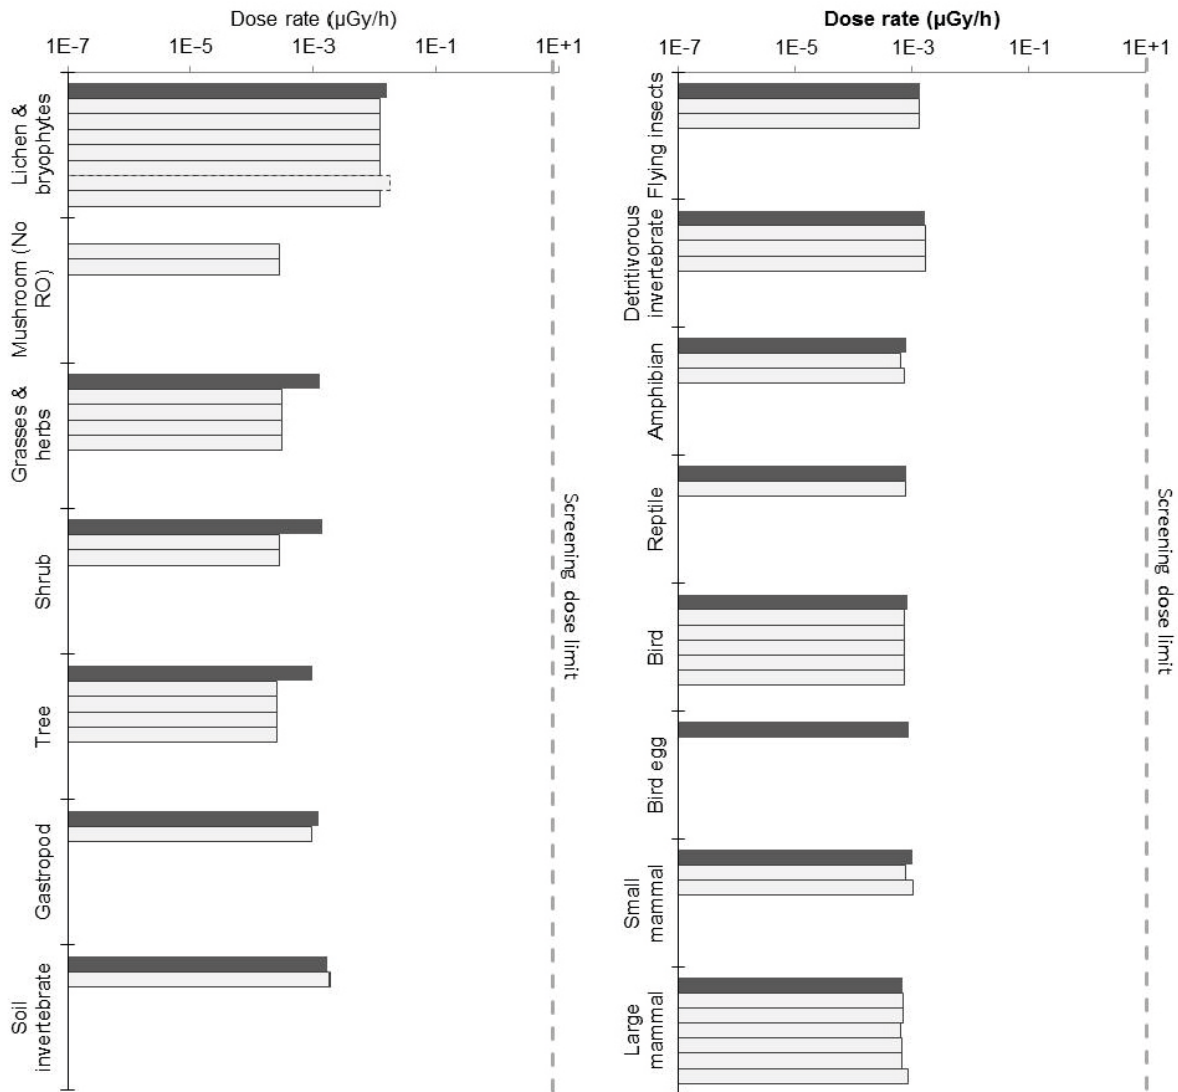 Dose rate (µGy/h)
1E-7 1E-5 1E-3 1E-1 1E+1
Lichen &
bryophytes
Mushroom (No
RO)
Grasses &
herbs
Shrub
Tree
Gastropod
Soil
invertebrate
Screening dose limit
Dose rate (µGy/h)
1E-7 1E-5 1E-3 1E-1 1E+1
Flying insects
Detritivorous
invertebrate
Amphibian
Reptile
Bird
Bird egg
Small
mammal
Large
mammal
Screening dose limit